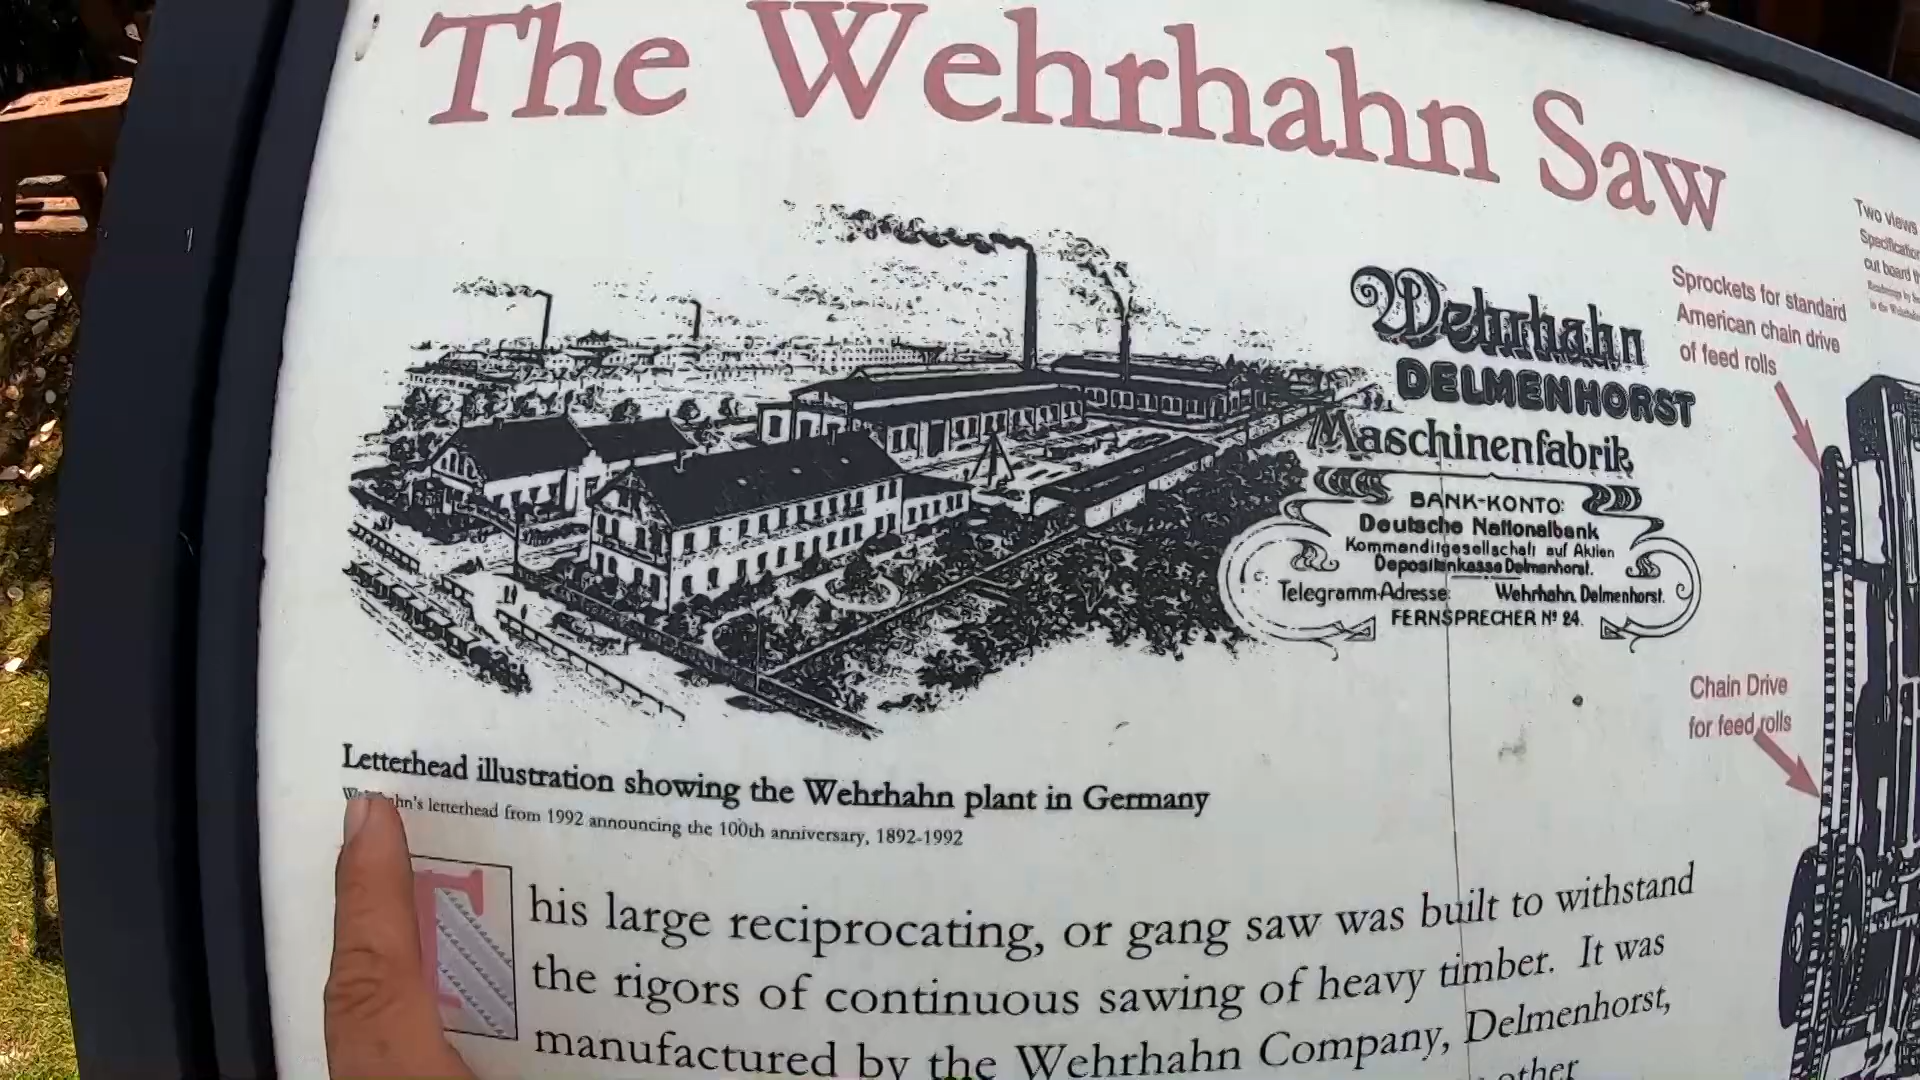 The Wehrhahn Saw
Wehrhahn
DELMENHORST
Maschinenfabrik
BANK-KONTO:
Deutsche Nationalbank
Kommanditgesellschaft auf Aktien
Depositenkasse Delmenhorst.
Telegramm-Adresse: Wehrhahn, Delmenhorst.
FERNSPRECHER Nº 24.
Two views
cut board
Sprockets for standard
American chain drive
of feed rolls
Chain Drive
for feed rolls
Letterhead illustration showing the Wehrhahn plant in Germany
letterhead from 1992 announcing the 100th anniversary, 1892-1992
This large reciprocating, or gang saw was built to withstand
the rigors of continuous sawing of heavy timber. It was
manufactured by the Wehrhahn Company, Delmenhorst,
other